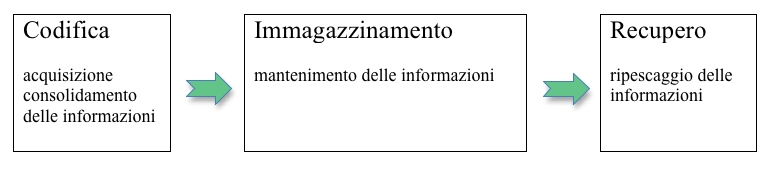 Codifica
acquisizione
consolidamento
delle informazioni
Immagazzinamento
mantenimento delle informazioni
Recupero
ripescaggio delle
informazioni